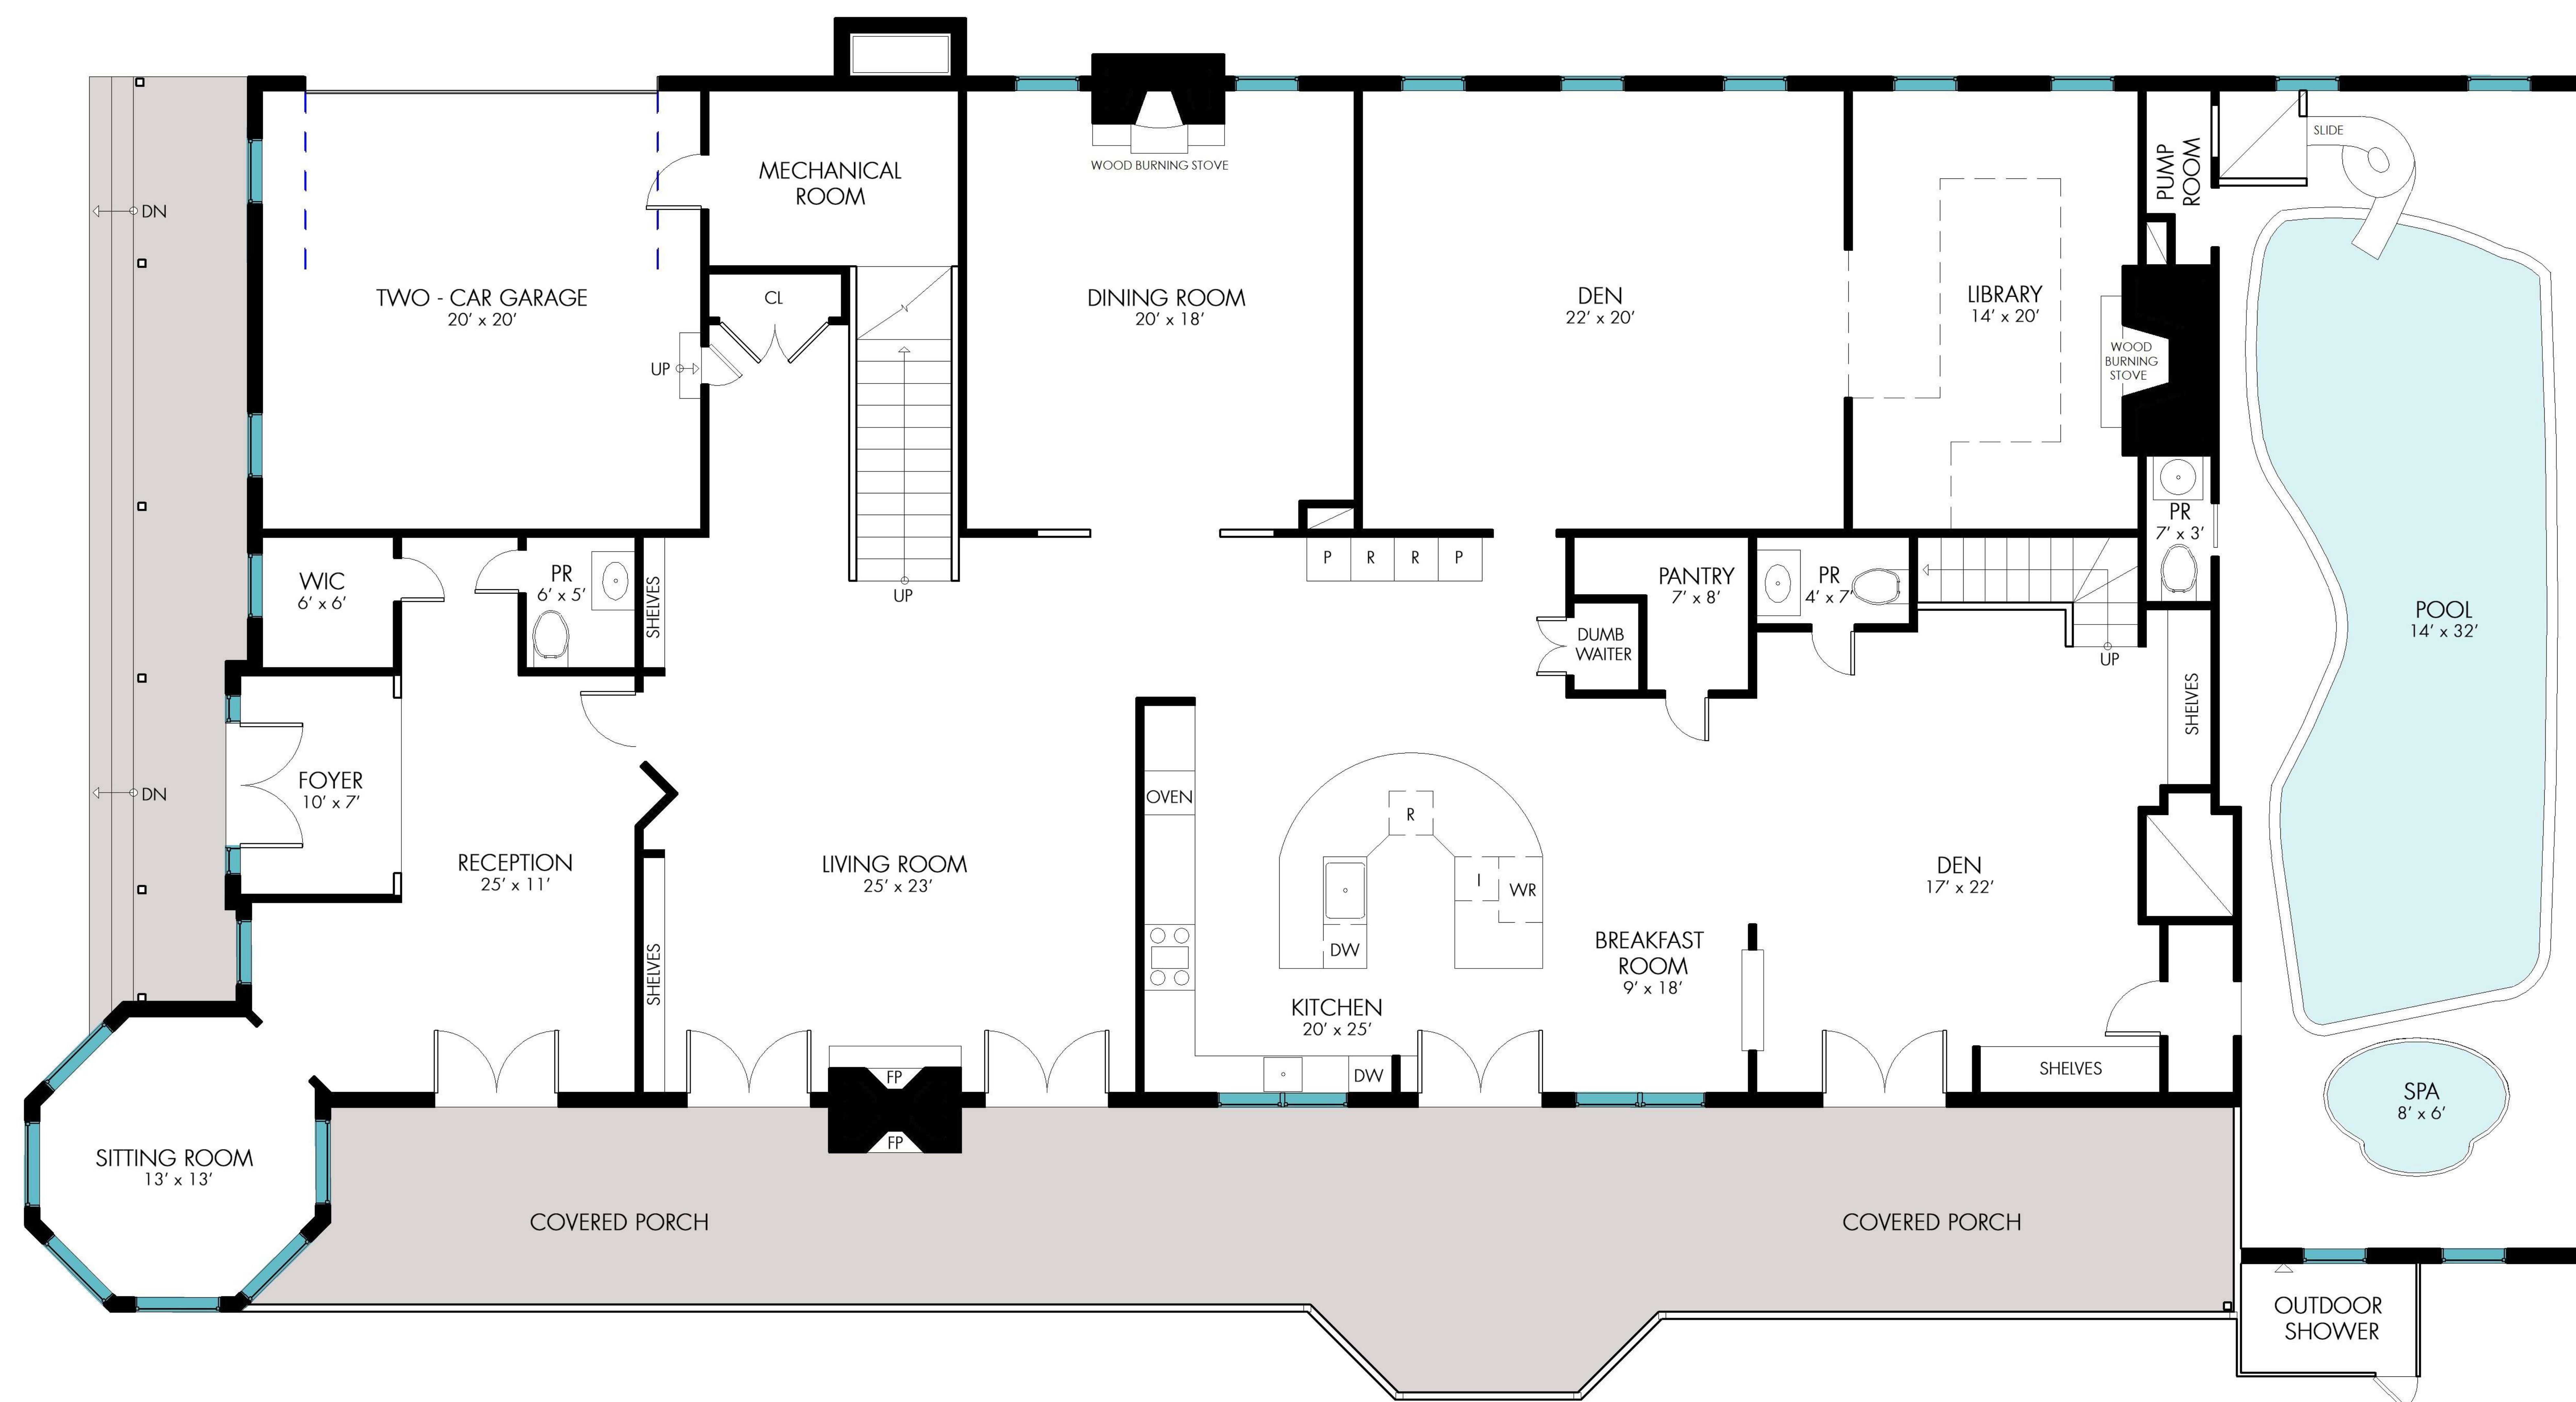 SLIDE
WOOD BURNING STOVE
MECHANICAL
ROOM
PUMP
ROOM
DN
TWO - CAR GARAGE
20' x 20'
CL
DINING ROOM
20' x 18'
DEN
22' x 20'
LIBRARY
14' x 20'
WOOD
BURNING
STOVE
UP
PR
7' x 3'
WIC
6' x 6'
PR
6' x 5'
SHELVES
UP
P
R
R
P
PANTRY
7' x 8'
PR
4' x 7'
DUMB
WAITER
UP
POOL
14' x 32'
SHELVES
FOYER
10' x 7'
DN
OVEN
R
RECEPTION
25' x 11'
LIVING ROOM
25' x 23'
I
WR
DEN
17' x 22'
SHELVES
DW
BREAKFAST
ROOM
9' x 18'
KITCHEN
20' x 25'
FP
DW
SHELVES
SPA
8' x 6'
FP
SITTING ROOM
13' x 13'
COVERED PORCH
COVERED PORCH
OUTDOOR
SHOWER